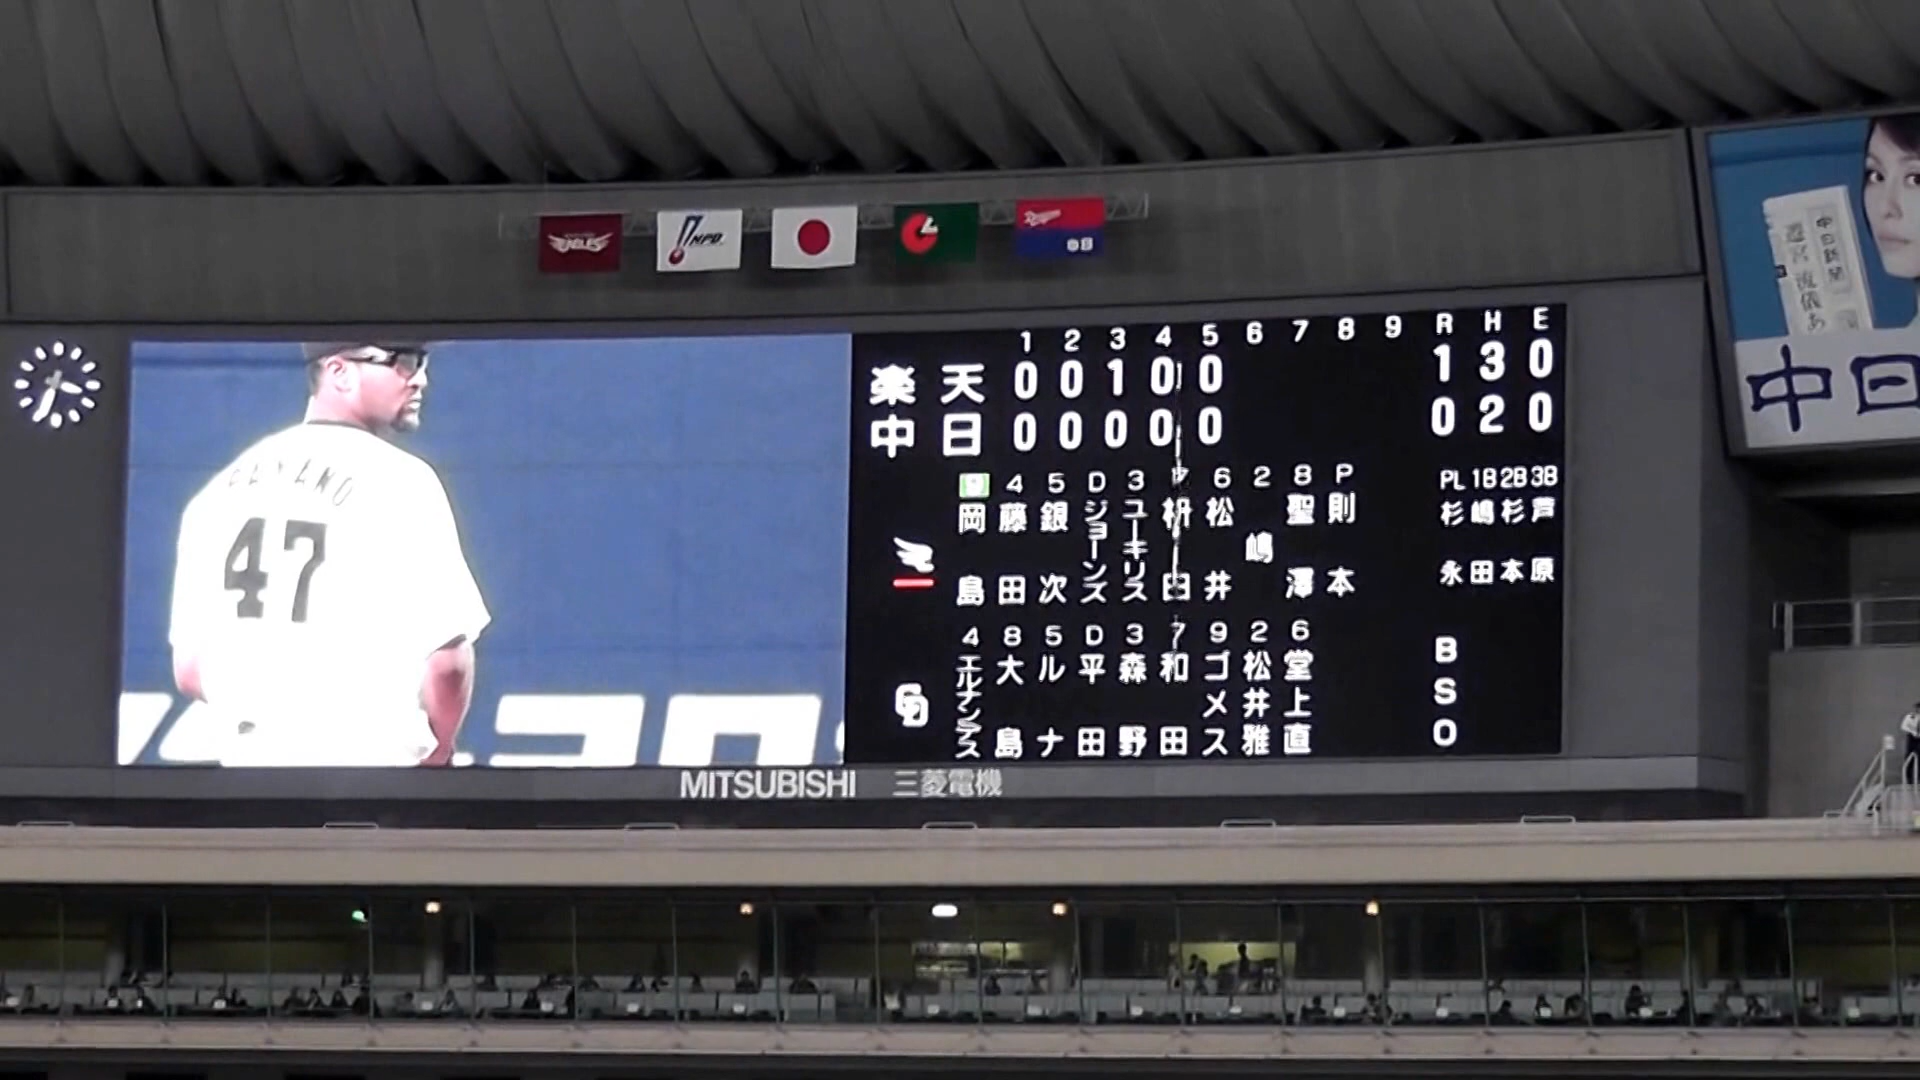 EAGLES
NPB
中日新聞
中日
CAYANO
47
1 2 3 4 5 6 7 8 9 R H E
楽天 0 0 1 0 0 1 3 0
中日 0 0 0 0 0 0 2 0
9 4 5 D 3 7 6 2 8 P
岡島 藤田 銀次 ジョーンズ ユーキリス 枡田 松井 嶋 聖澤 則本
PL 1B 2B 3B
杉永 嶋田 杉本 芦原
4 8 5 D 3 7 9 2 6
エルナンデス 大島 ルナ 平田 森野 和田 ゴメス 松井雅 堂上直
B
S
O
MITSUBISHI 三菱電機